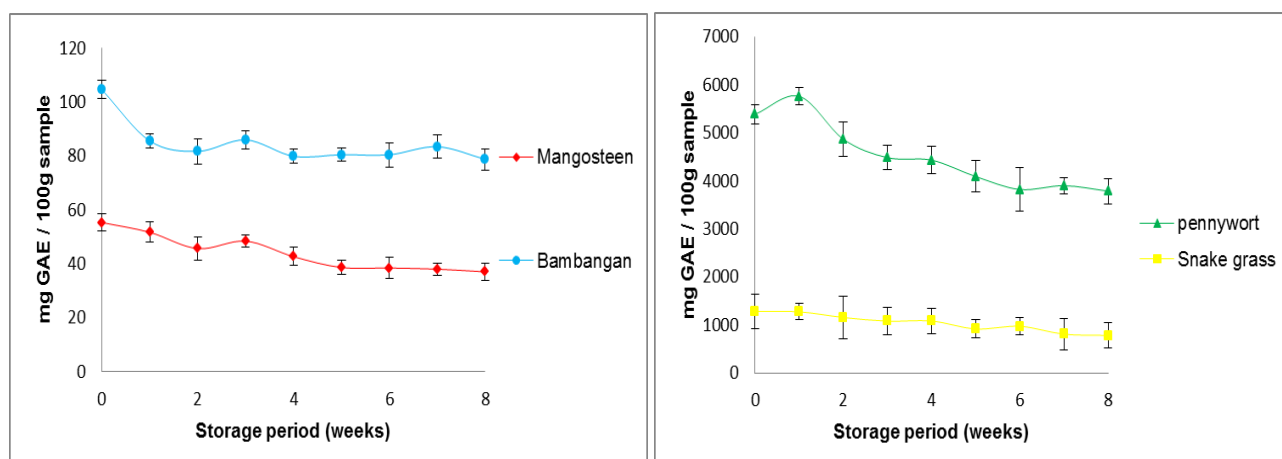 mg GAE / 100g sample
120
100
80
60
40
20
0
0 2 4 6 8
Storage period (weeks)
Mangosteen
Bambangan
mg GAE / 100g sample
7000
6000
5000
4000
3000
2000
1000
0
0 2 4 6 8
Storage period (weeks)
pennywort
Snake grass